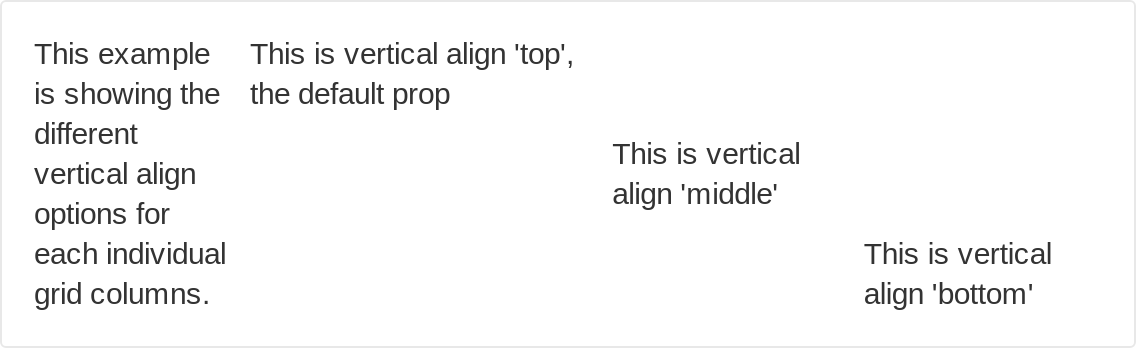 This example
is showing the
different
vertical align
options for
each individual
grid columns.
This is vertical align 'top',
the default prop
This is vertical
align 'middle'
This is vertical
align 'bottom'